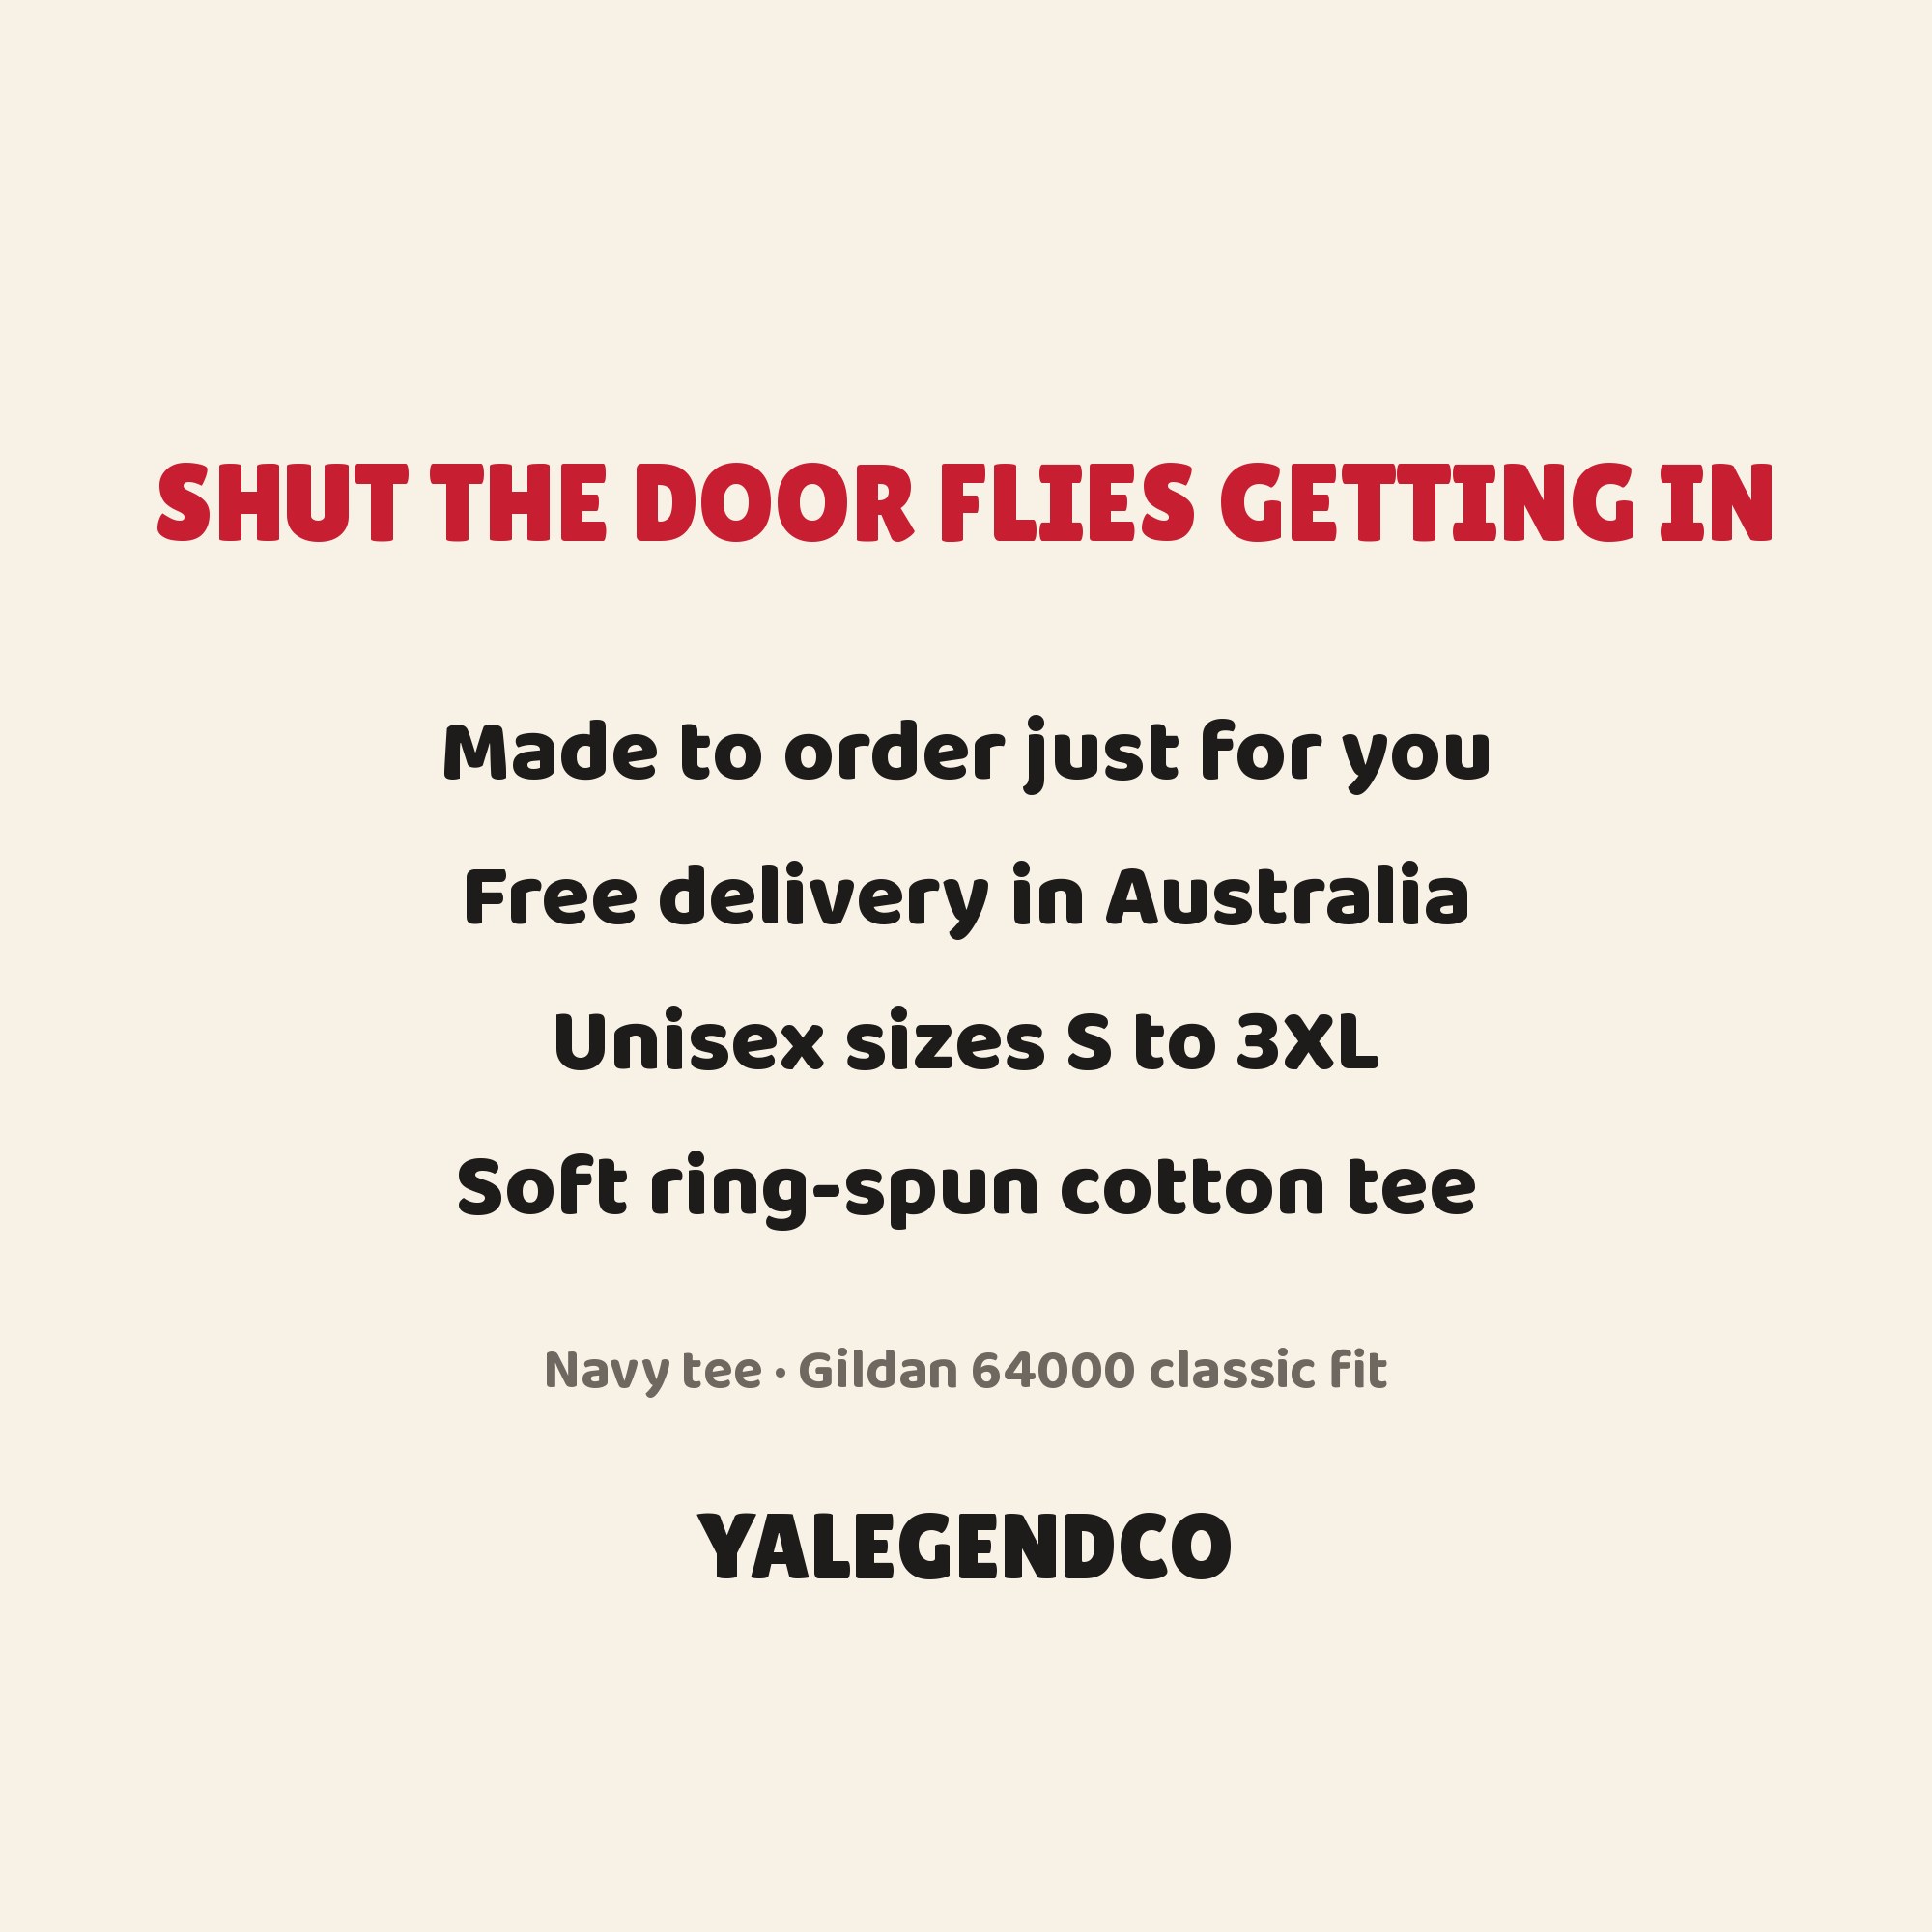 SHUT THE DOOR FLIES GETTING IN
Made to order just for you
Free delivery in Australia
Unisex sizes S to 3XL
Soft ring-spun cotton tee
Navy tee · Gildan 64000 classic fit
YALEGENDCO